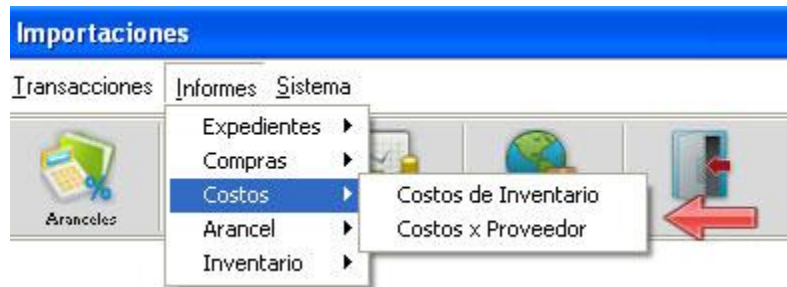 Importaciones
Transacciones Informes Sistema
Expedientes
Compras
Costos
Costos de Inventario
Aranceles
Arancel
Costos x Proveedor
Inventario